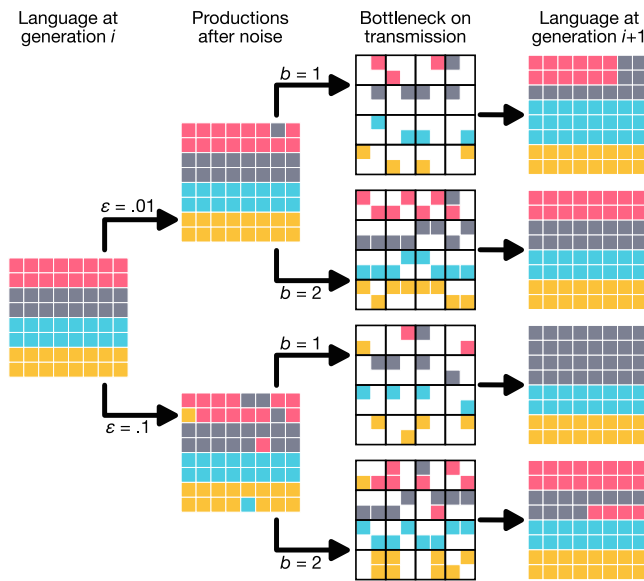 Language at
generation i
Productions
after noise
Bottleneck on
transmission
Language at
generation i+1
b = 1
ε = .01
b = 2
b = 1
ε = .1
b = 2